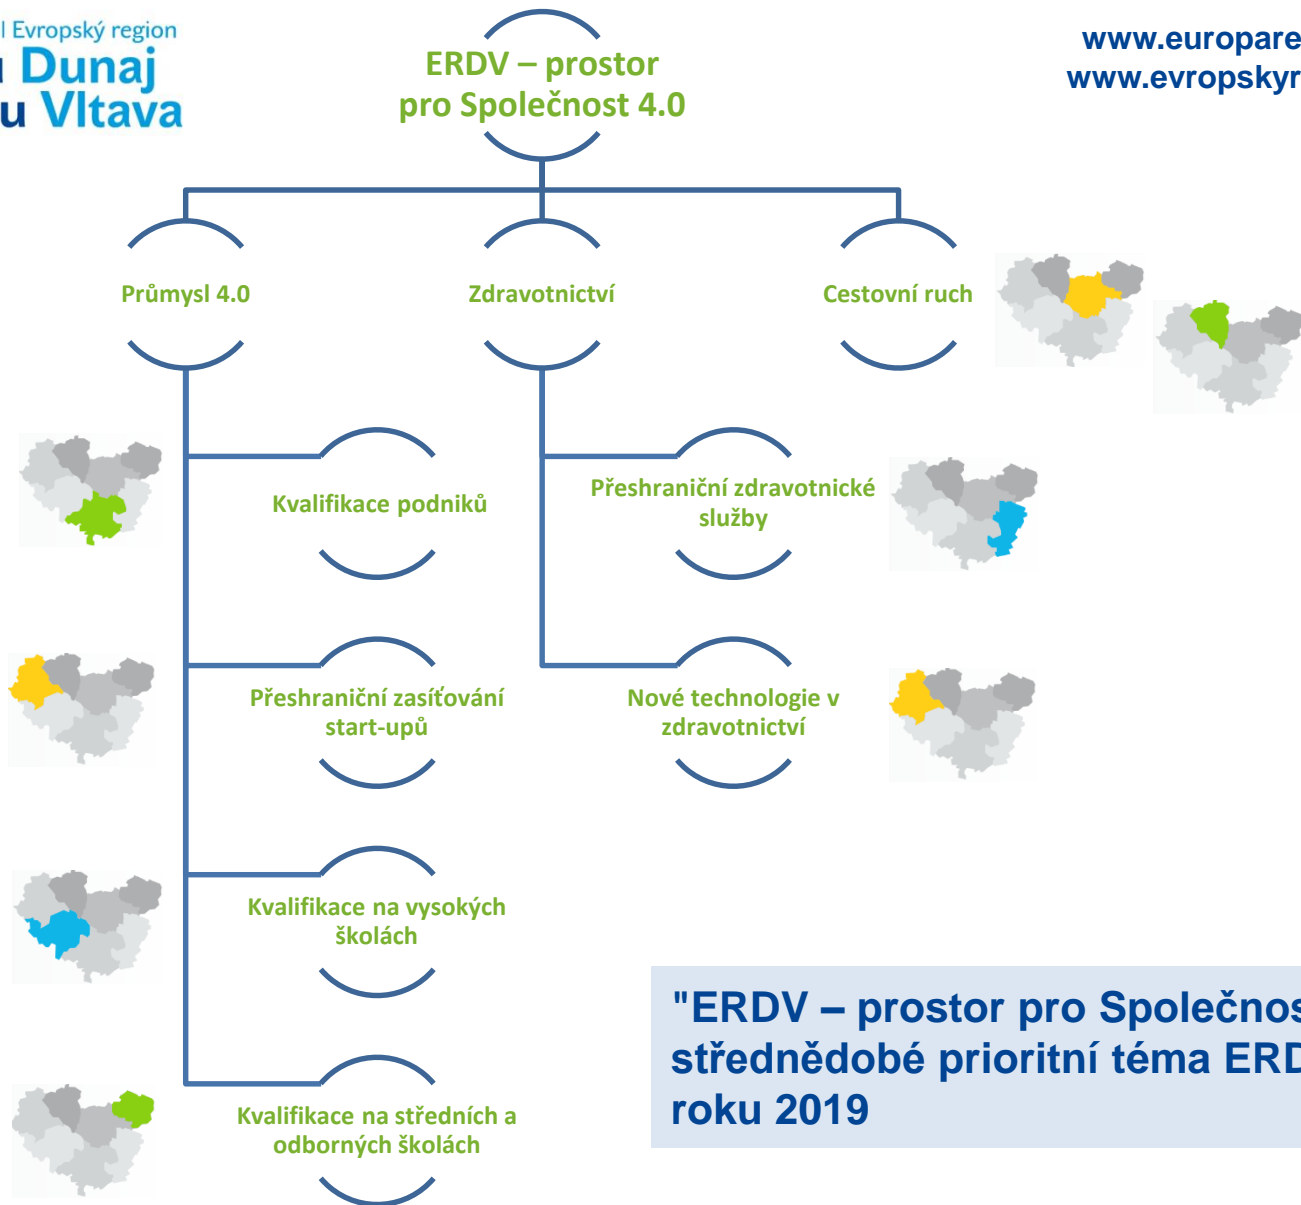 l Evropský region
Dunaj
u Vltava
www.europare
www.evropskyr
ERDV – prostor
pro Společnost 4.0
Průmysl 4.0
Zdravotnictví
Cestovní ruch
Kvalifikace podniků
Přeshraniční zdravotnické
služby
Přeshraniční zasíťování
start-upů
Nové technologie v
zdravotnictví
Kvalifikace na vysokých
školách
Kvalifikace na středních a
odborných školách
"ERDV – prostor pro Společnos
střednědobé prioritní téma ERD
roku 2019